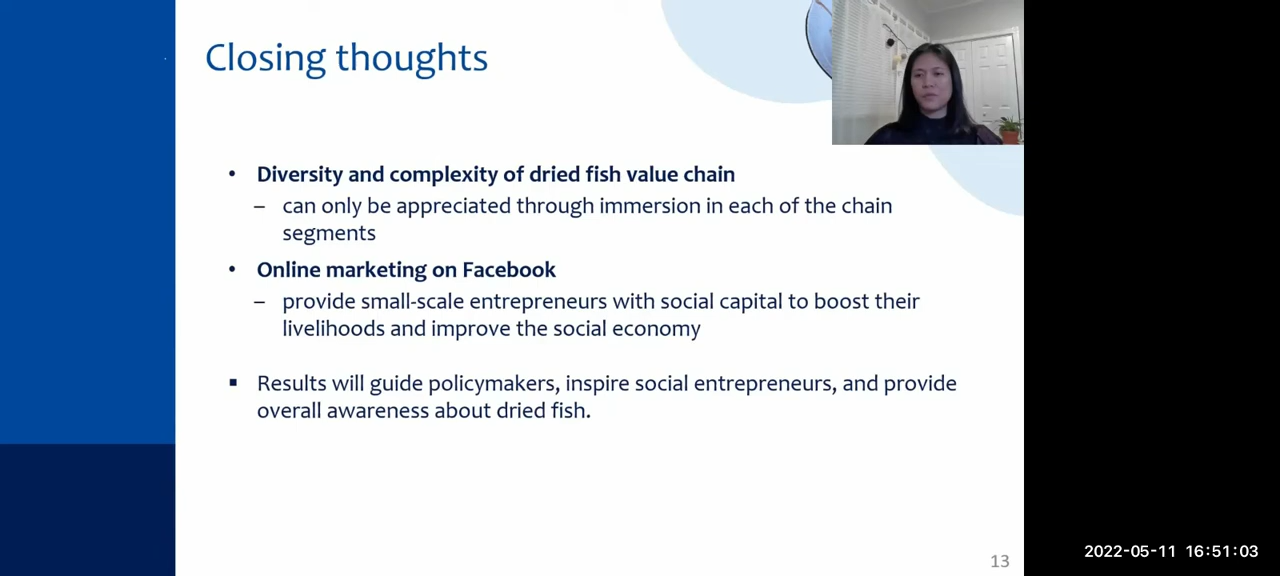 Closing thoughts
• Diversity and complexity of dried fish value chain
– can only be appreciated through immersion in each of the chain
segments
• Online marketing on Facebook
– provide small-scale entrepreneurs with social capital to boost their
livelihoods and improve the social economy
▪ Results will guide policymakers, inspire social entrepreneurs, and provide
overall awareness about dried fish.
13
2022-05-11 16:51:03